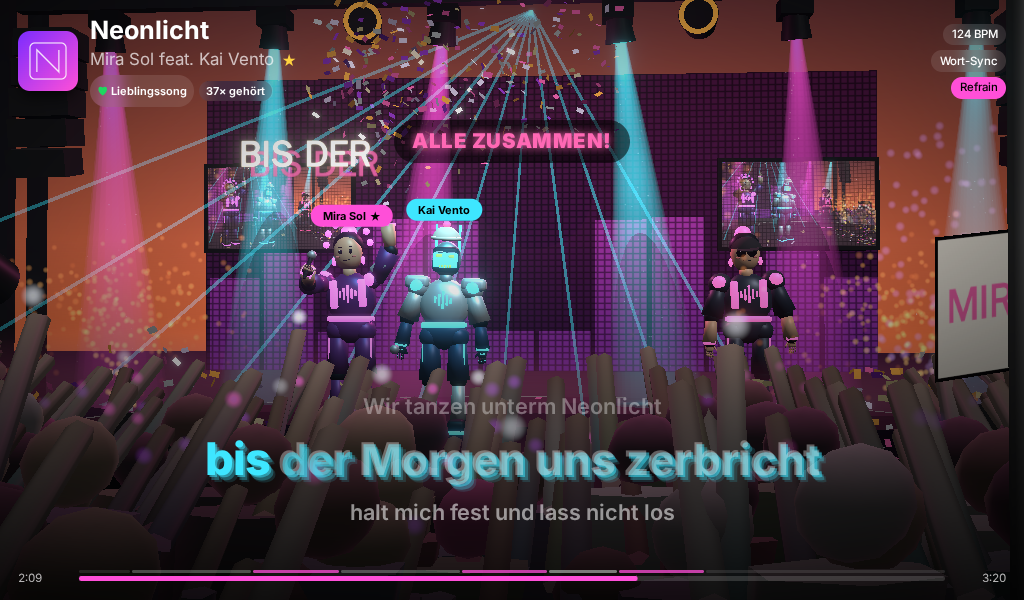 Neonlicht
Mira Sol feat. Kai Vento ★
Lieblingssong
37× gehört
124 BPM
Wort-Sync
Refrain
N
ALLE ZUSAMMEN!
BIS DER
Mira Sol ★
Kai Vento
MIR
Wir tanzen unterm Neonlicht
bis der Morgen uns zerbricht
halt mich fest und lass nicht los
2:09
3:20